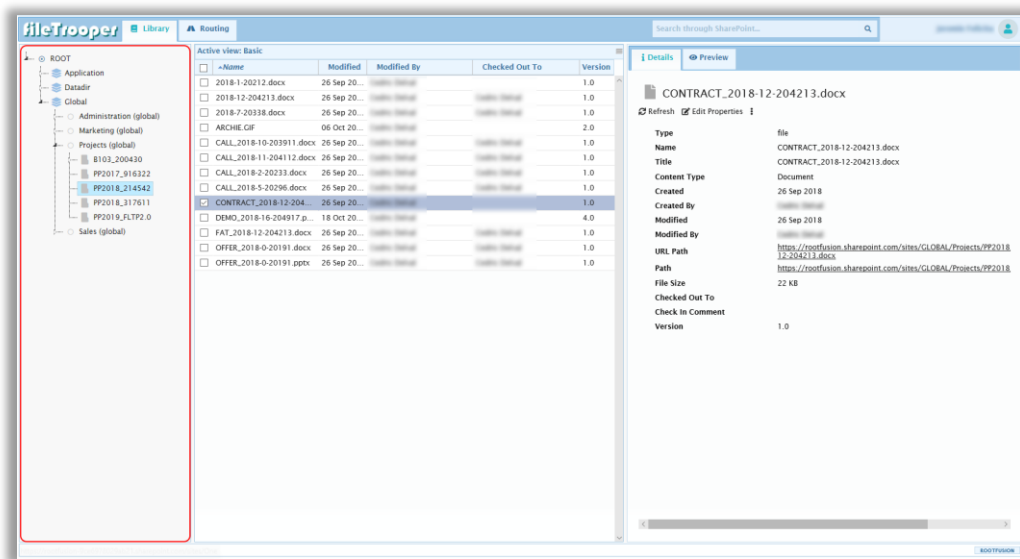 fileTrooper
Library
Routing
Search through SharePoint...
ROOT
Application
Datadir
Global
Administration (global)
Marketing (global)
Projects (global)
B103_200430
PP2017_916322
PP2018_214542
PP2018_317611
PP2019_FLTP2.0
Sales (global)
Active view: Basic
Name Modified Modified By Checked Out To Version
2018-1-20212.docx 26 Sep 20... 1.0
2018-12-204213.docx 26 Sep 20... 1.0
2018-7-20338.docx 26 Sep 20... 1.0
ARCHIE.GIF 06 Oct 20... 2.0
CALL_2018-10-203911.docx 26 Sep 20... 1.0
CALL_2018-11-204112.docx 26 Sep 20... 1.0
CALL_2018-2-20233.docx 26 Sep 20... 1.0
CALL_2018-5-20296.docx 26 Sep 20... 1.0
CONTRACT_2018-12-204... 26 Sep 20... 1.0
DEMO_2018-16-204917.p... 18 Oct 20... 4.0
FAT_2018-12-204213.docx 26 Sep 20... 1.0
OFFER_2018-0-20191.docx 26 Sep 20... 1.0
OFFER_2018-0-20191.pptx 26 Sep 20... 1.0
Details Preview
CONTRACT_2018-12-204213.docx
Refresh Edit Properties
Type file
Name CONTRACT_2018-12-204213.docx
Title CONTRACT_2018-12-204213.docx
Content Type Document
Created 26 Sep 2018
Created By
Modified 26 Sep 2018
Modified By
URL Path https://rootfusion.sharepoint.com/sites/GLOBAL/Projects/PP2018
12-204213.docx
Path https://rootfusion.sharepoint.com/sites/GLOBAL/Projects/PP2018
File Size 22 KB
Checked Out To
Check In Comment
Version 1.0
ROOTFUSION